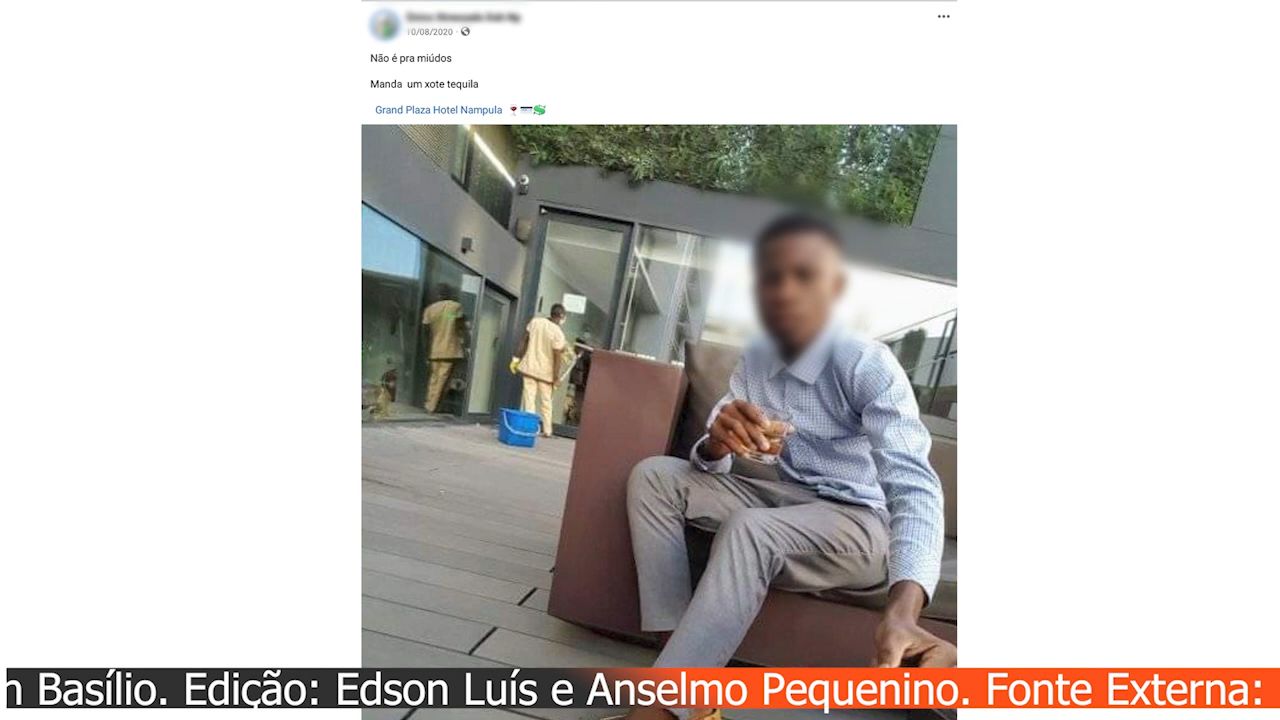 10/08/2020
Não é pra miúdos
Manda um xote tequila
Grand Plaza Hotel Nampula
n Basílio. Edição: Edson Luís e Anselmo Pequenino. Fonte Externa: